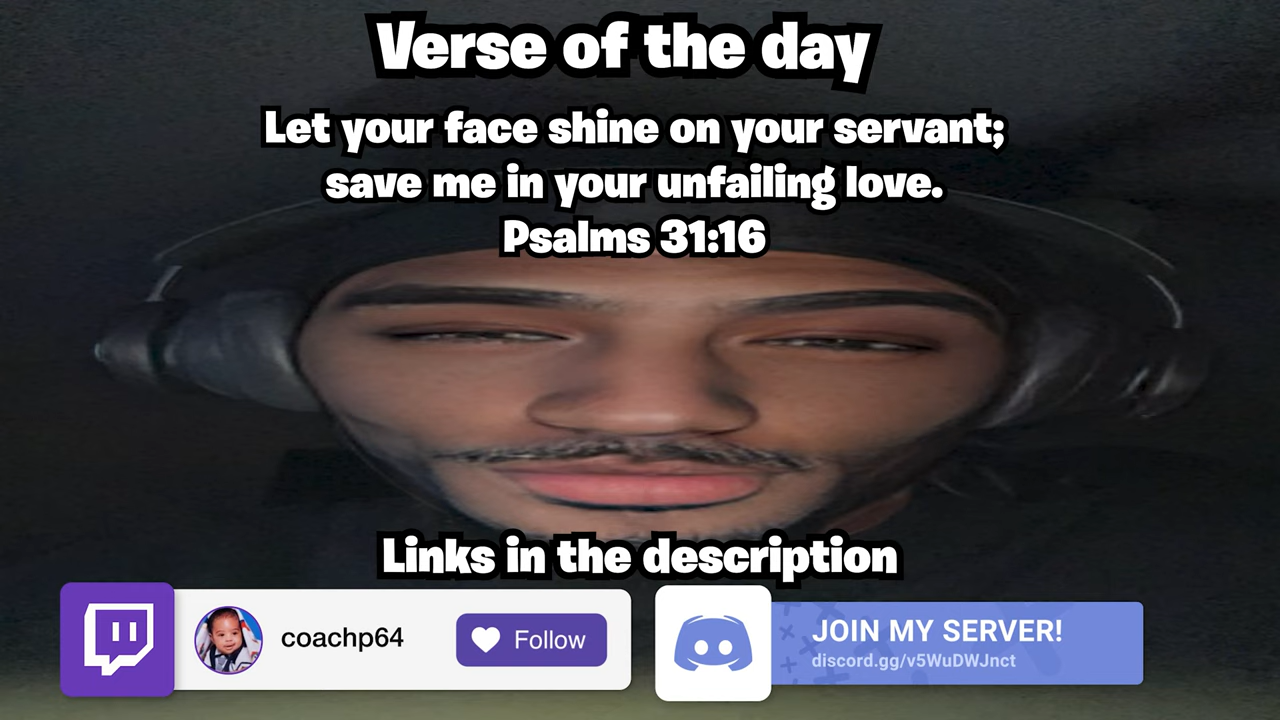 Verse of the day
Let your face shine on your servant;
save me in your unfailing love.
Psalms 31:16
Links in the description
coachp64
Follow
JOIN MY SERVER!
discord.gg/v5WuDWJnct